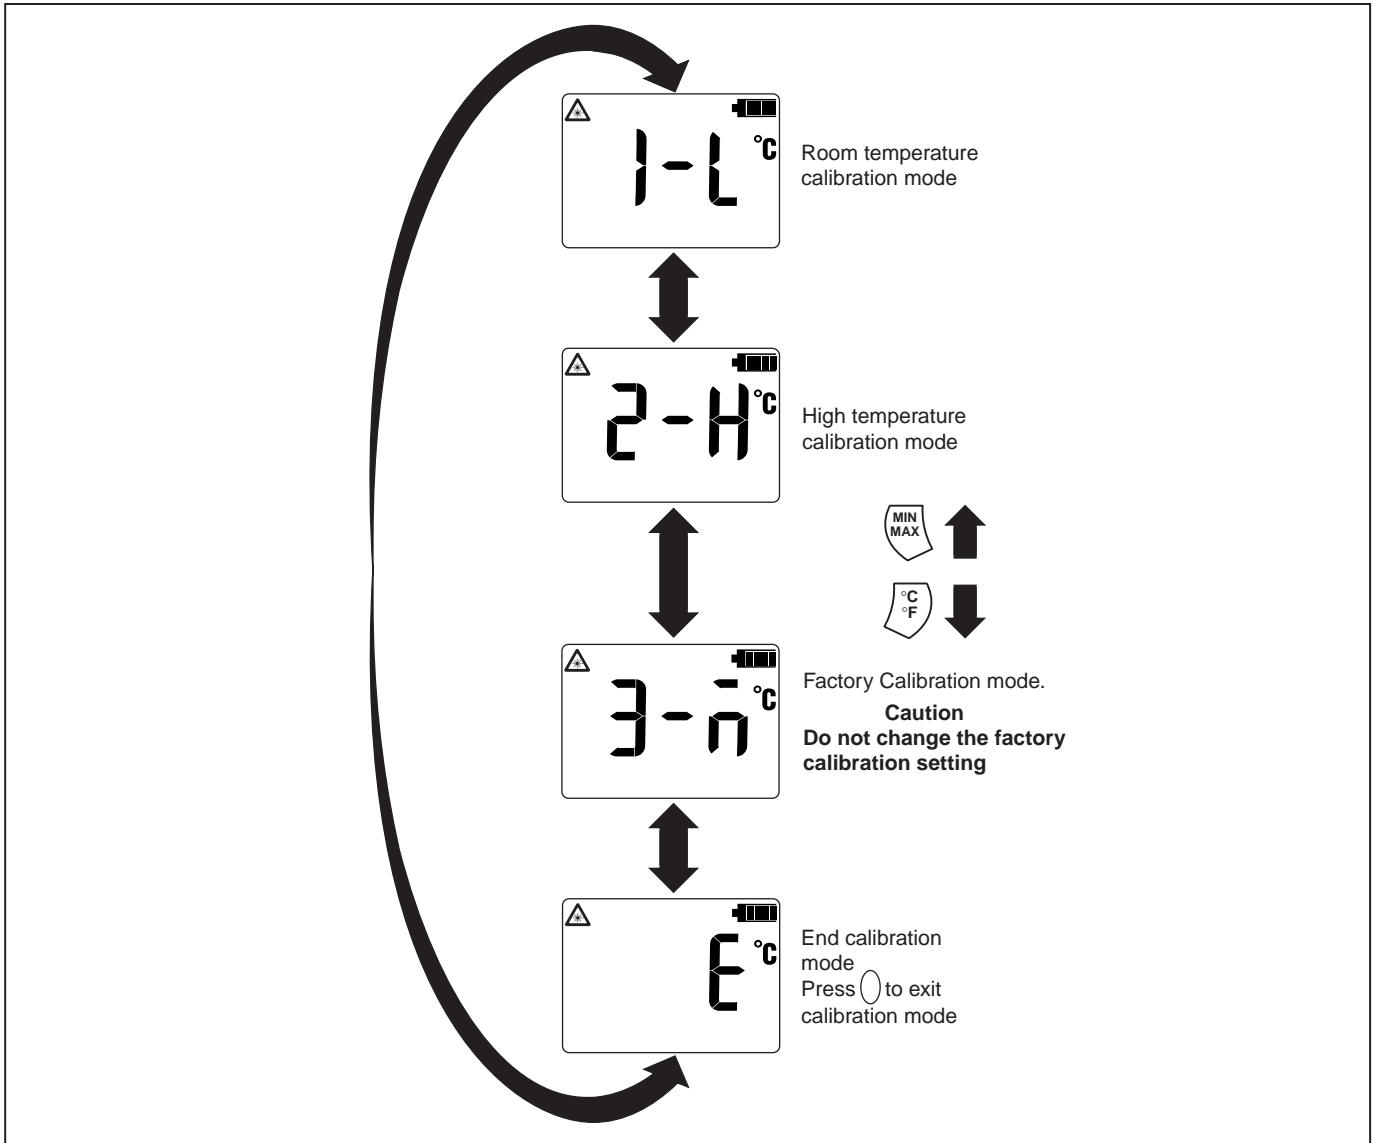 1-L °C
Room temperature
calibration mode
2-H °C
High temperature
calibration mode
MIN
MAX
°C
°F
3-n̄ °C
Factory Calibration mode.
Caution
Do not change the factory
calibration setting
E °C
End calibration
mode
Press to exit
calibration mode